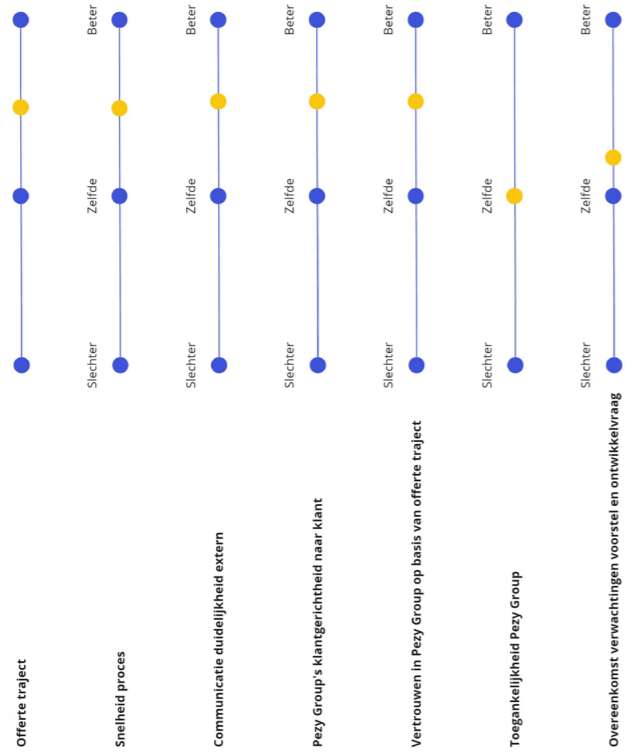 Offerte traject
Beter
Zelfde
Slechter
Snelheid proces
Beter
Zelfde
Slechter
Communicatie duidelijkheid extern
Beter
Zelfde
Slechter
Pezy Group's klantgerichtheid naar klant
Beter
Zelfde
Slechter
Vertrouwen in Pezy Group op basis van offerte traject
Beter
Zelfde
Slechter
Toegankelijkheid Pezy Group
Beter
Zelfde
Slechter
Overeenkomst verwachtingen voorstel en ontwikkelvraag